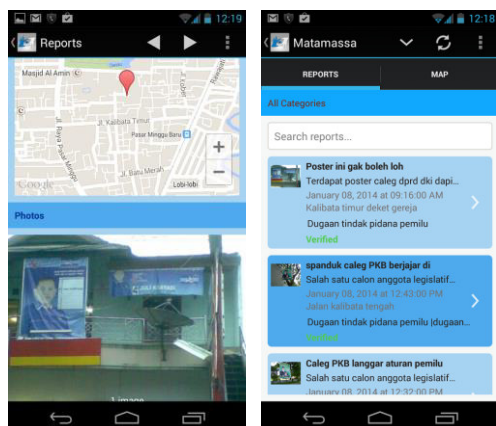 12:19
Reports
Masjid Al Amin
Rawajati
Jl. Kalibata Timur
Pasar Minggu Baru
Jl. Raya Pasar Minggu
Jl. Batu Merah
Lobi-lobi
Google
+
−
Photos
1 image
12:18
Matamassa
REPORTS
MAP
All Categories
Search reports...
Poster ini gak boleh loh
Terdapat poster caleg dprd dki dapi...
January 08, 2014 at 09:16:00 AM
Kalibata timur deket gereja
Dugaan tindak pidana pemilu
Verified
spanduk caleg PKB berjajar di
Salah satu calon anggota legislatif...
January 08, 2014 at 12:43:00 PM
Jalan kalibata tengah
Dugaan tindak pidana pemilu |dugaan...
Verified
Caleg PKB langgar aturan pemilu
Salah satu calon anggota legislatif...
January 08, 2014 at 12:32:00 PM